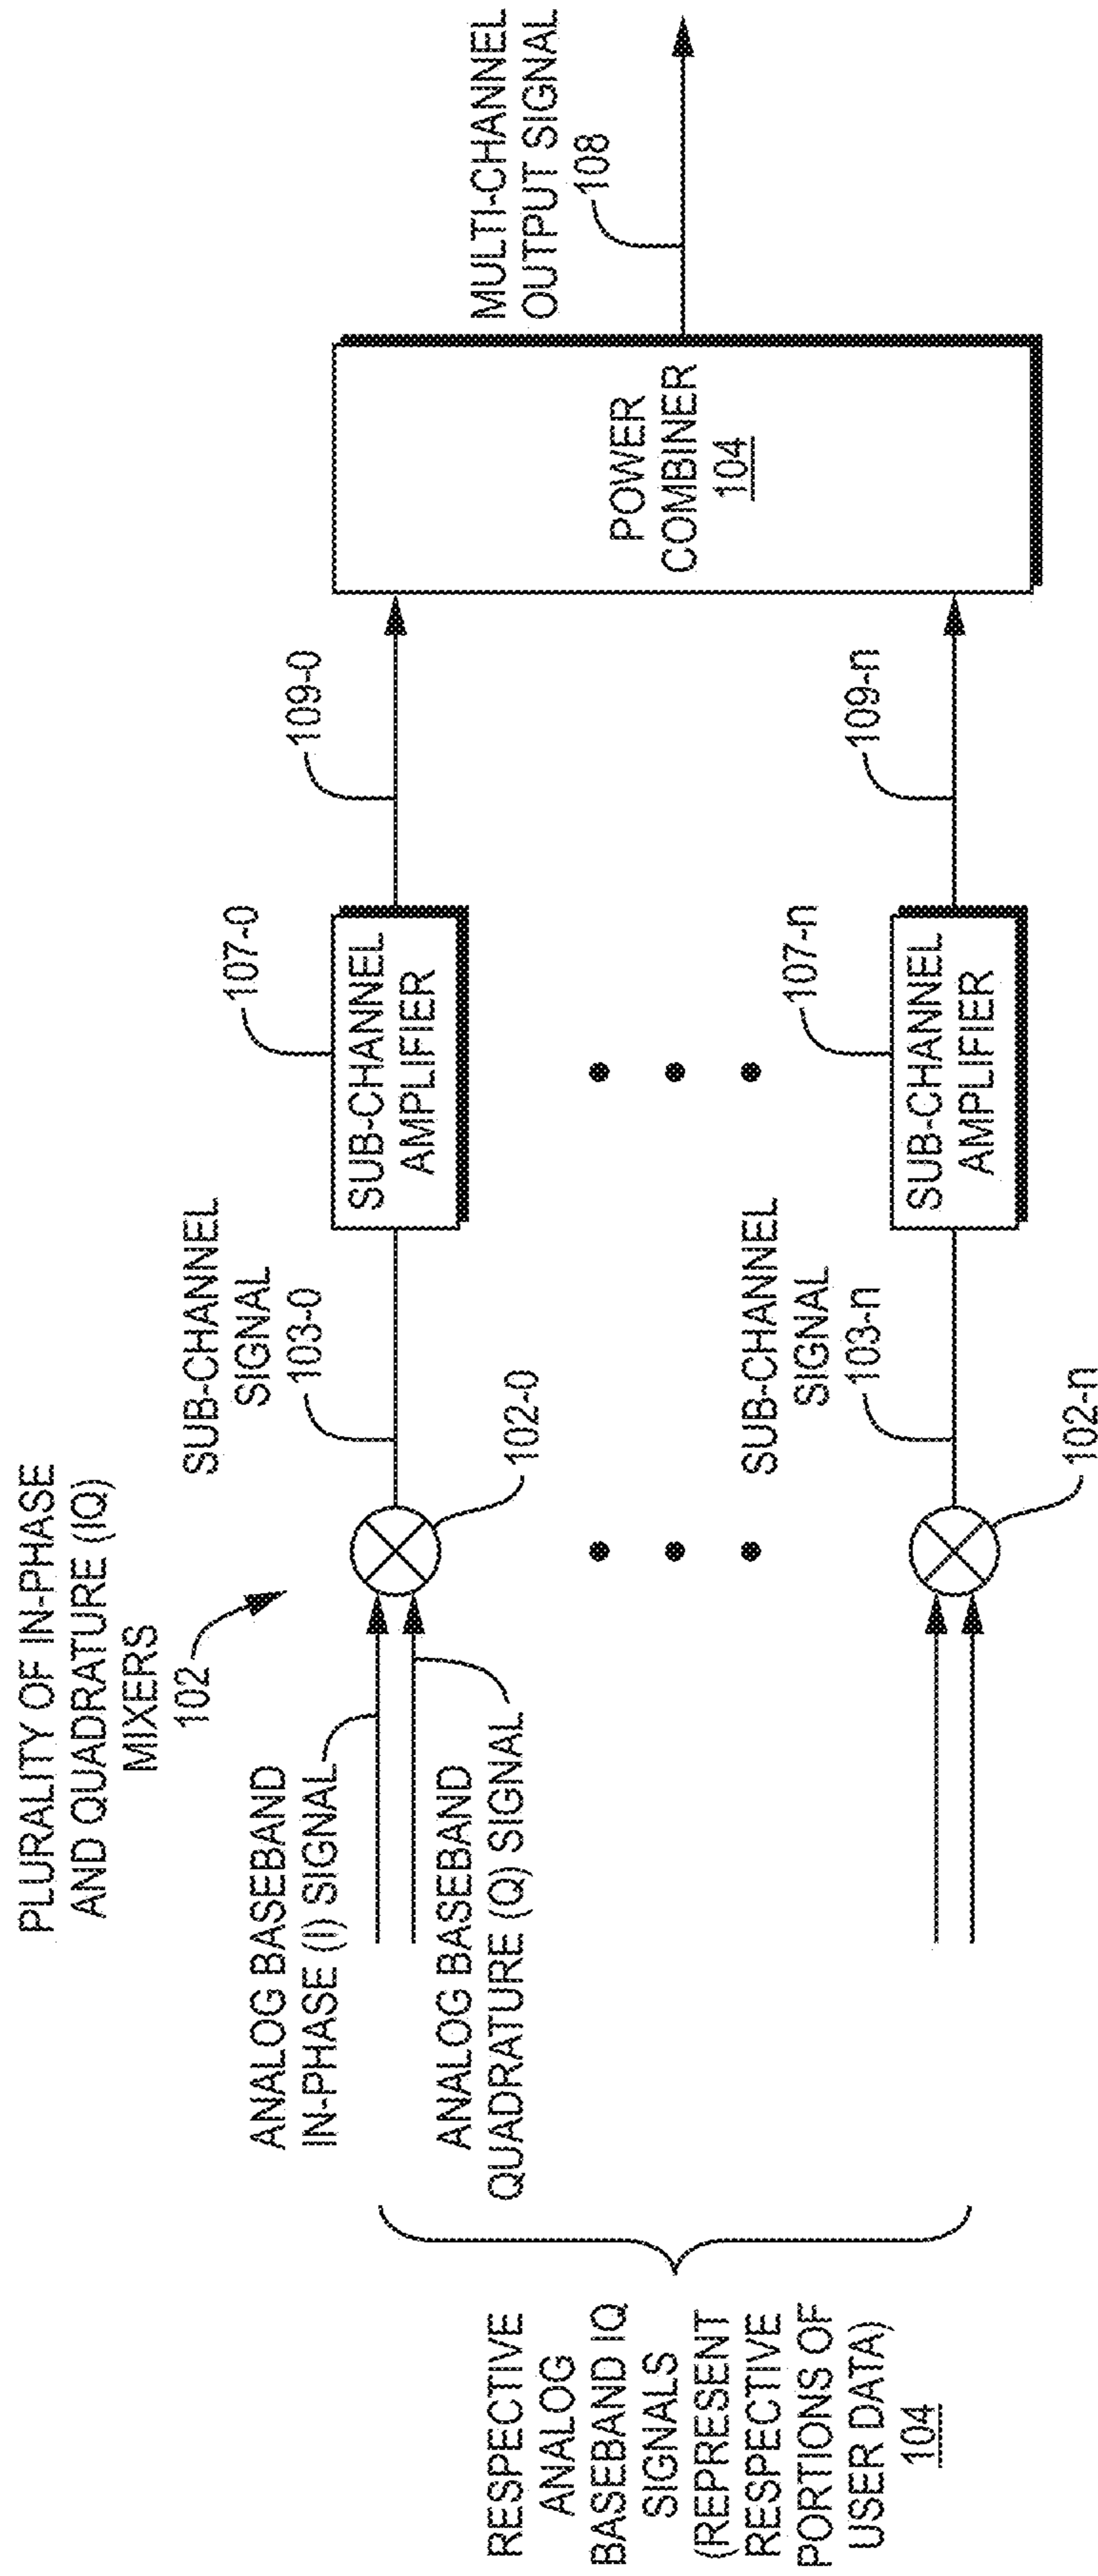 PLURALITY OF IN-PHASE
AND QUADRATURE (IQ)
MIXERS
102
ANALOG BASEBAND
IN-PHASE (I) SIGNAL
ANALOG BASEBAND
QUADRATURE (Q) SIGNAL
RESPECTIVE
ANALOG
BASEBAND IQ
SIGNALS
(REPRESENT
RESPECTIVE
PORTIONS OF
USER DATA)
104
SUB-CHANNEL
SIGNAL
103-0
102-0
107-0
SUB-CHANNEL
AMPLIFIER
109-0
SUB-CHANNEL
SIGNAL
103-n
102-n
107-n
SUB-CHANNEL
AMPLIFIER
109-n
POWER
COMBINER
104
MULTI-CHANNEL
OUTPUT SIGNAL
108